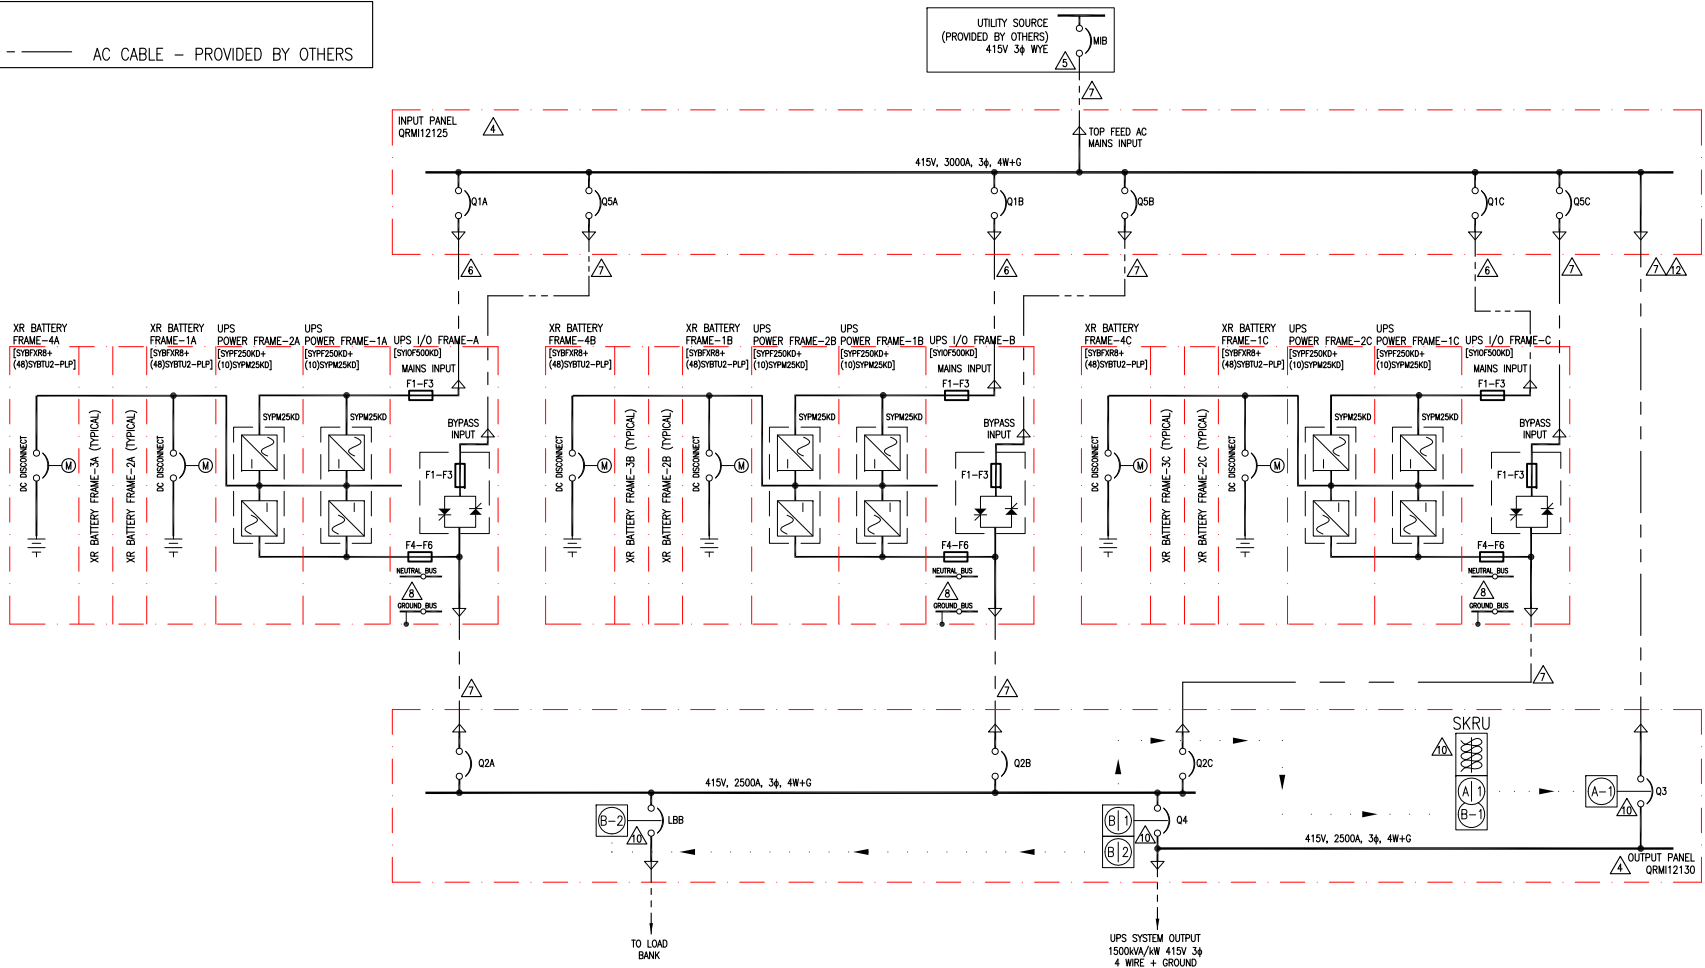 AC CABLE – PROVIDED BY OTHERS
UTILITY SOURCE
(PROVIDED BY OTHERS)
415V 3ϕ WYE
MIB
5
7
INPUT PANEL
QRMI12125
4
TOP FEED AC
MAINS INPUT
415V, 3000A, 3ϕ, 4W+G
Q1A
Q5A
Q1B
Q5B
Q1C
Q5C
6
7
6
7
6
7
7
12
XR BATTERY
FRAME-4A
[SYBFXR8+
(48)SYBTU2-PLP]
XR BATTERY
FRAME-1A
[SYBFXR8+
(48)SYBTU2-PLP]
UPS
POWER FRAME-2A
[SYPF250KD+
(10)SYPM25KD]
UPS
POWER FRAME-1A
[SYPF250KD+
(10)SYPM25KD]
UPS I/O FRAME-A
[SYIOF500KD]
MAINS INPUT
F1-F3
DC DISCONNECT
M
XR BATTERY FRAME-3A (TYPICAL)
XR BATTERY FRAME-2A (TYPICAL)
DC DISCONNECT
M
SYPM25KD
SYPM25KD
BYPASS
INPUT
F1-F3
F4-F6
NEUTRAL BUS
8
GROUND BUS
XR BATTERY
FRAME-4B
[SYBFXR8+
(48)SYBTU2-PLP]
XR BATTERY
FRAME-1B
[SYBFXR8+
(48)SYBTU2-PLP]
UPS
POWER FRAME-2B
[SYPF250KD+
(10)SYPM25KD]
UPS
POWER FRAME-1B
[SYPF250KD+
(10)SYPM25KD]
UPS I/O FRAME-B
[SYIOF500KD]
MAINS INPUT
F1-F3
DC DISCONNECT
M
XR BATTERY FRAME-3B (TYPICAL)
XR BATTERY FRAME-2B (TYPICAL)
DC DISCONNECT
M
SYPM25KD
SYPM25KD
BYPASS
INPUT
F1-F3
F4-F6
NEUTRAL BUS
8
GROUND BUS
XR BATTERY
FRAME-4C
[SYBFXR8+
(48)SYBTU2-PLP]
XR BATTERY
FRAME-1C
[SYBFXR8+
(48)SYBTU2-PLP]
UPS
POWER FRAME-2C
[SYPF250KD+
(10)SYPM25KD]
UPS
POWER FRAME-1C
[SYPF250KD+
(10)SYPM25KD]
UPS I/O FRAME-C
[SYIOF500KD]
MAINS INPUT
F1-F3
DC DISCONNECT
M
XR BATTERY FRAME-3C (TYPICAL)
XR BATTERY FRAME-2C (TYPICAL)
DC DISCONNECT
M
SYPM25KD
SYPM25KD
BYPASS
INPUT
F1-F3
F4-F6
NEUTRAL BUS
8
GROUND BUS
7
7
7
Q2A
Q2B
Q2C
SKRU
10
A 1
B-1
A-1
10
Q3
415V, 2500A, 3ϕ, 4W+G
B-2
10
LBB
B 1
B 2
10
Q4
415V, 2500A, 3ϕ, 4W+G
4
OUTPUT PANEL
QRMI12130
TO LOAD
BANK
UPS SYSTEM OUTPUT
1500kVA/kW 415V 3ϕ
4 WIRE + GROUND